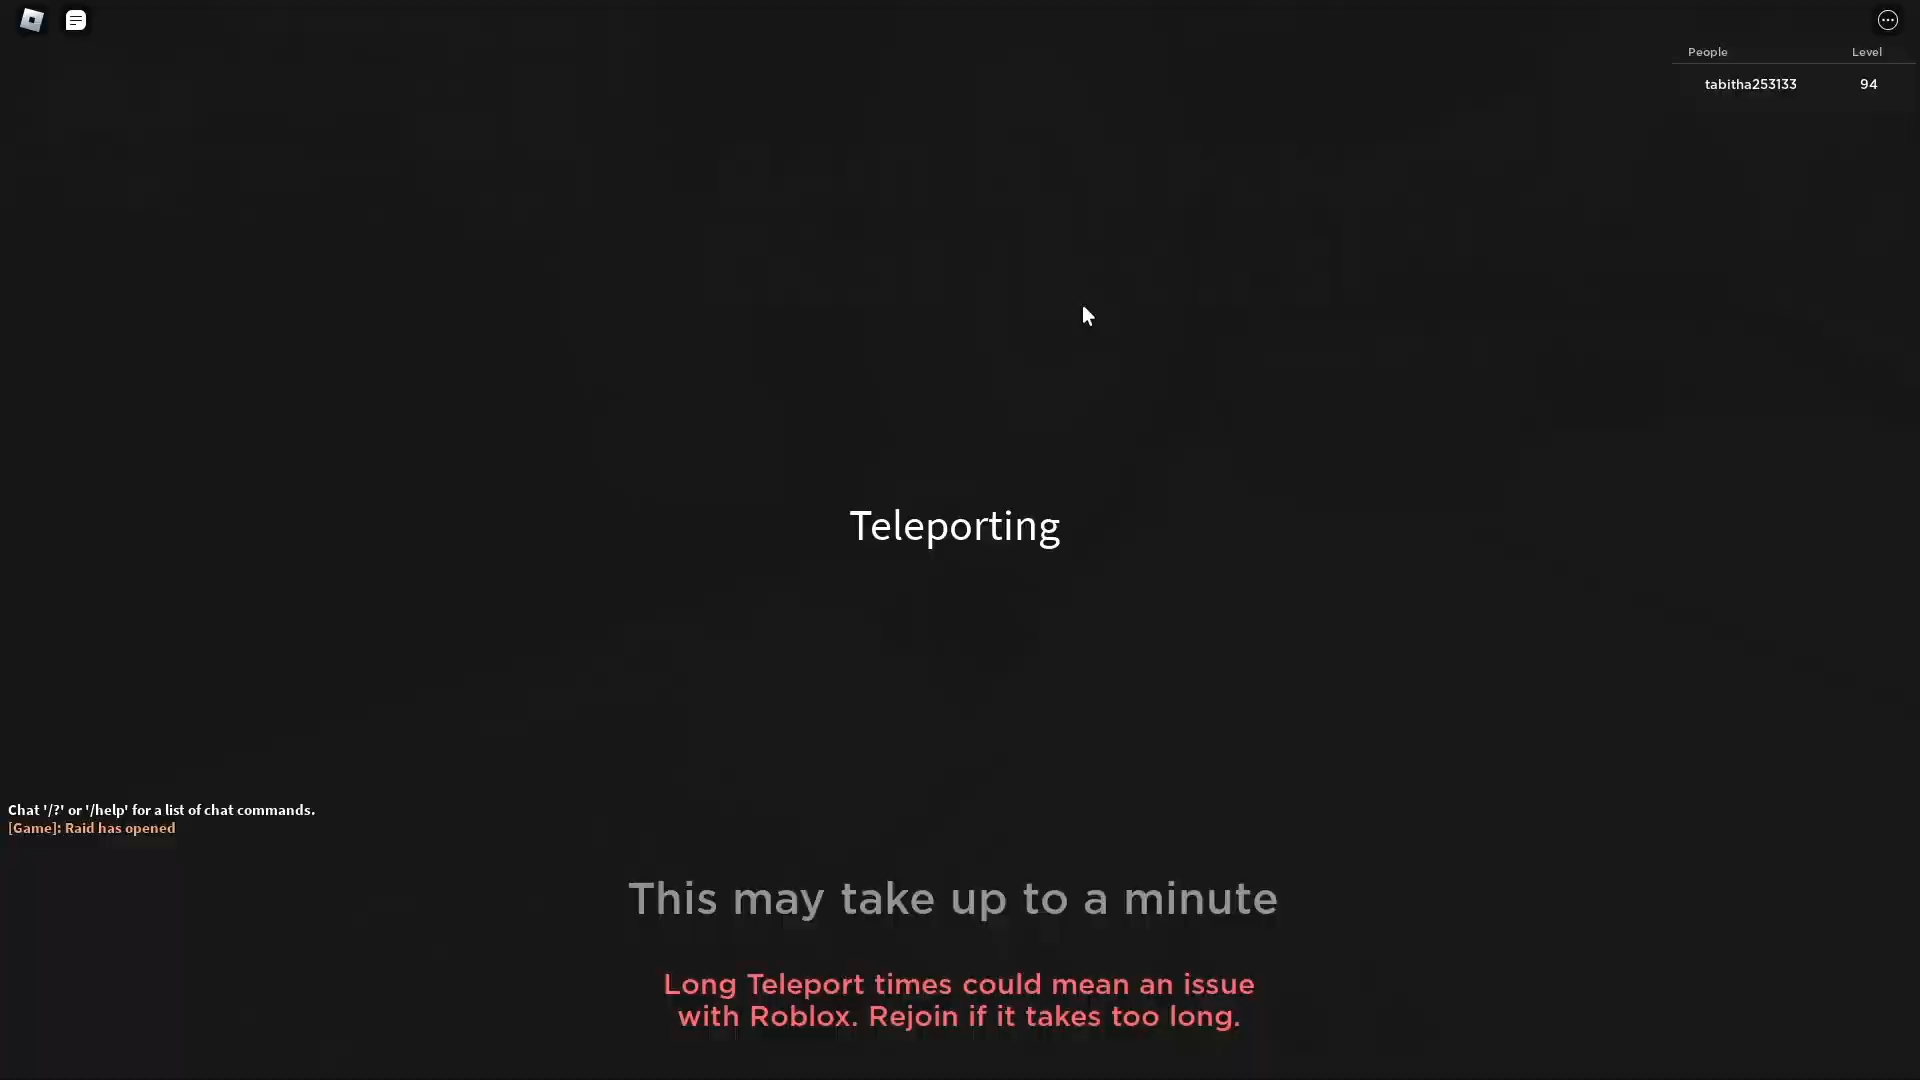 People Level
tabitha253133 94
Teleporting
Chat '/?' or '/help' for a list of chat commands.
[Game]: Raid has opened
This may take up to a minute
Long Teleport times could mean an issue
with Roblox. Rejoin if it takes too long.